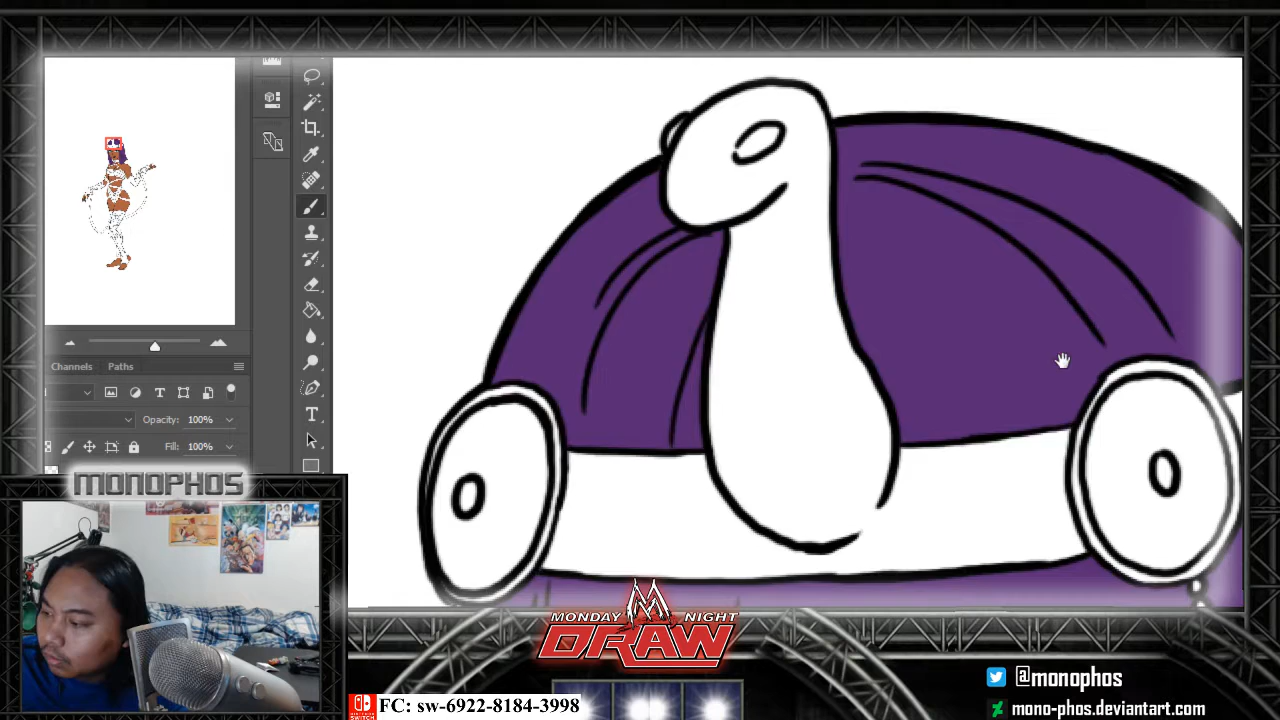 Channels Paths
Opacity: 100%
Fill: 100%
MONOPHOS
MONDAY NIGHT
DRAW
FC: sw-6922-8184-3998
@monophos
mono-phos.deviantart.com